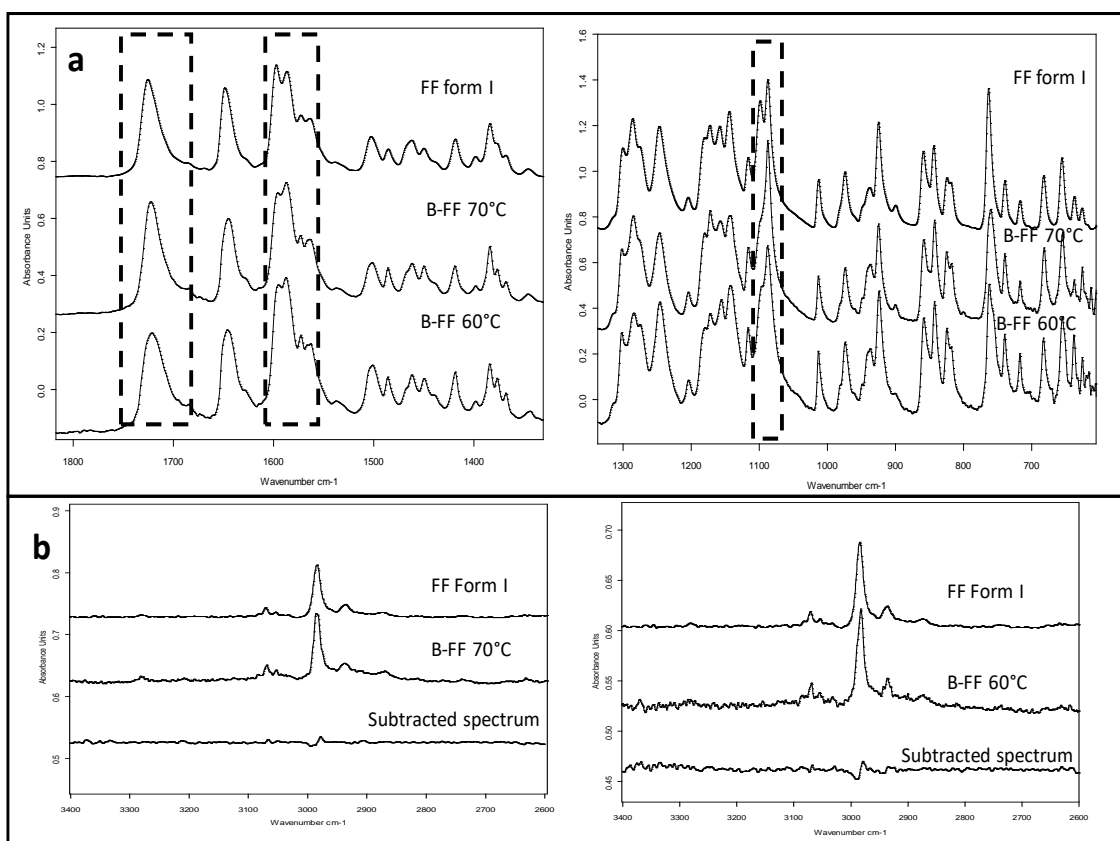 a
FF form I
B-FF 70°C
B-FF 60°C
Absorbance Units
0.0 0.2 0.4 0.6 0.8 1.0 1.2
1800 1700 1600 1500 1400
Wavenumber cm-1
FF form I
B-FF 70°C
B-FF 60°C
Absorbance Units
0.0 0.2 0.4 0.6 0.8 1.0 1.2 1.4 1.6
1300 1200 1100 1000 900 800 700
Wavenumber cm-1
b
FF Form I
B-FF 70°C
Subtracted spectrum
Absorbance Units
0.5 0.6 0.7 0.8 0.9
3400 3300 3200 3100 3000 2900 2800 2700 2600
Wavenumber cm-1
FF Form I
B-FF 60°C
Subtracted spectrum
Absorbance Units
0.45 0.50 0.55 0.60 0.65 0.70
3400 3300 3200 3100 3000 2900 2800 2700 2600
Wavenumber cm-1